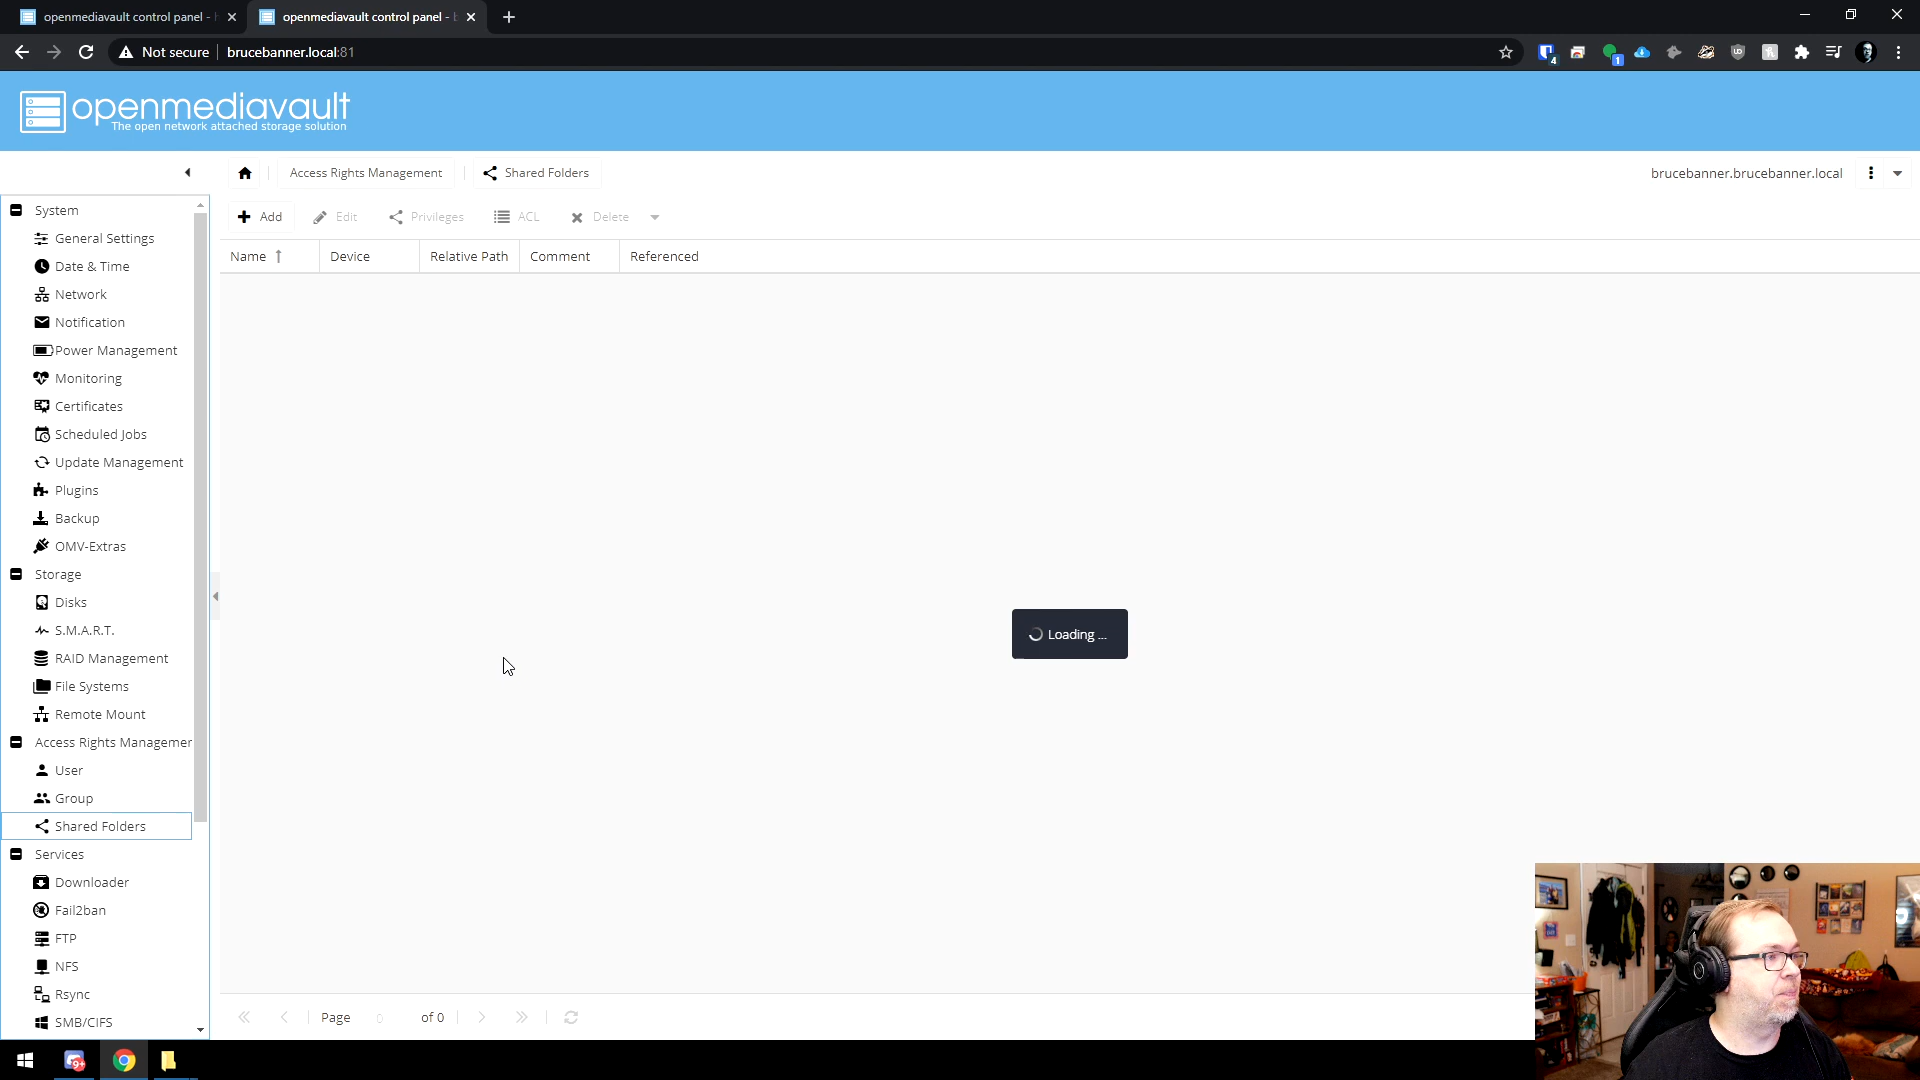 openmediavault control panel - h
openmediavault control panel - b
Not secure
brucebanner.local:81
4
1
openmediavault
The open network attached storage solution
Access Rights Management
Shared Folders
brucebanner.brucebanner.local
System
General Settings
Date & Time
Network
Notification
Power Management
Monitoring
Certificates
Scheduled Jobs
Update Management
Plugins
Backup
OMV-Extras
Storage
Disks
S.M.A.R.T.
RAID Management
File Systems
Remote Mount
Access Rights Managemer
User
Group
Shared Folders
Services
Downloader
Fail2ban
FTP
NFS
Rsync
SMB/CIFS
Add
Edit
Privileges
ACL
Delete
Name
Device
Relative Path
Comment
Referenced
Loading ...
Page
0
of 0
9+